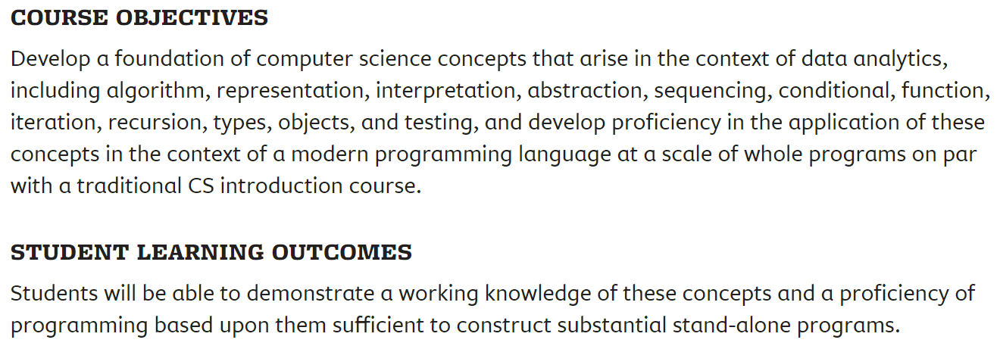 COURSE OBJECTIVES
Develop a foundation of computer science concepts that arise in the context of data analytics,
including algorithm, representation, interpretation, abstraction, sequencing, conditional, function,
iteration, recursion, types, objects, and testing, and develop proficiency in the application of these
concepts in the context of a modern programming language at a scale of whole programs on par
with a traditional CS introduction course.
STUDENT LEARNING OUTCOMES
Students will be able to demonstrate a working knowledge of these concepts and a proficiency of
programming based upon them sufficient to construct substantial stand-alone programs.